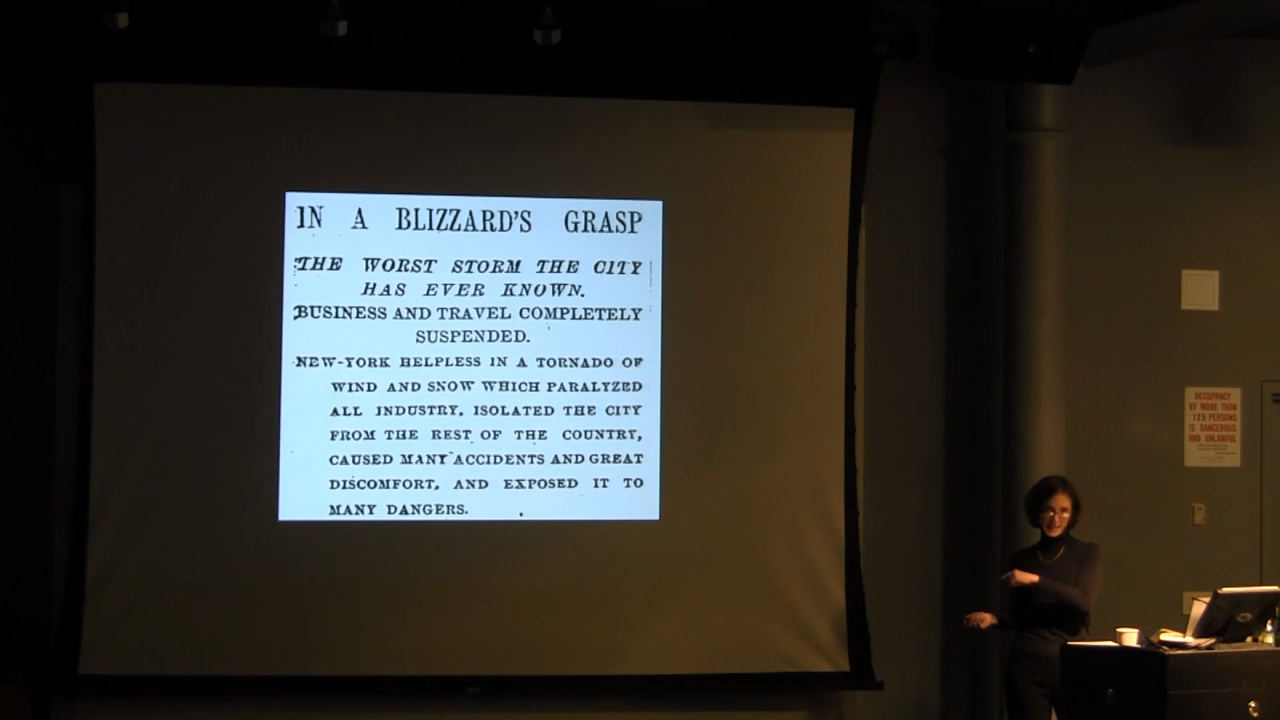 IN A BLIZZARD'S GRASP
THE WORST STORM THE CITY
HAS EVER KNOWN.
BUSINESS AND TRAVEL COMPLETELY
SUSPENDED.
NEW-YORK HELPLESS IN A TORNADO OF
WIND AND SNOW WHICH PARALYZED
ALL INDUSTRY, ISOLATED THE CITY
FROM THE REST OF THE COUNTRY,
CAUSED MANY ACCIDENTS AND GREAT
DISCOMFORT, AND EXPOSED IT TO
MANY DANGERS.
OCCUPANCY
BY MORE THAN
125 PERSONS
IS DANGEROUS
AND UNLAWFUL